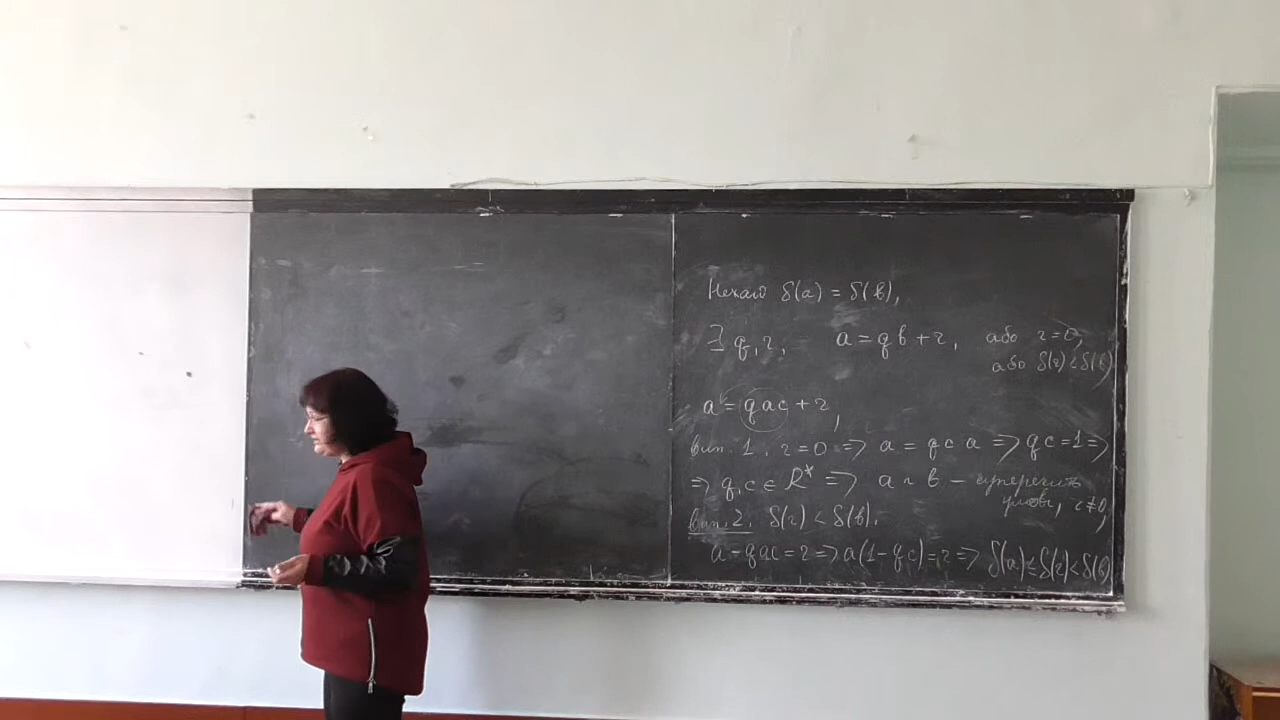 Нехай δ(a) = δ(b),
∃ q, r, a = qb + r, або r = 0,
або δ(r) < δ(b)
a = qac + r,
вип. 1. r = 0 => a = qca => qc = 1 =>
=> q, c ∈ R* => a ~ b - суперечить
умові, c ≠ 0,
вип. 2. δ(r) < δ(b).
a - qac = r => a(1 - qc) = r => δ(a) ≤ δ(r) < δ(b)